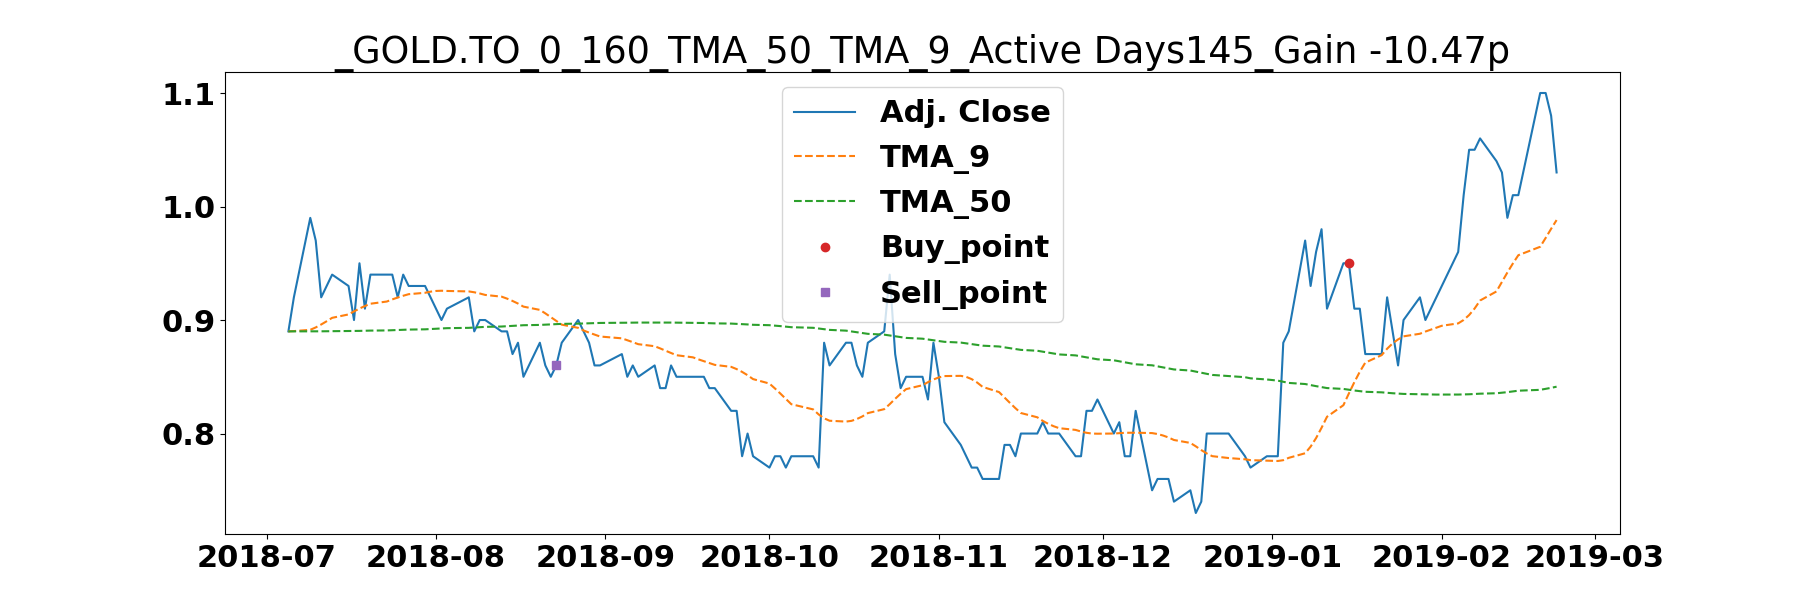 _GOLD.TO_0_160_TMA_50_TMA_9_Active Days145_Gain -10.47p
1.1
1.0
0.9
0.8
Adj. Close
TMA_9
TMA_50
Buy_point
Sell_point
2018-07 2018-08 2018-09 2018-10 2018-11 2018-12 2019-01 2019-02 2019-03